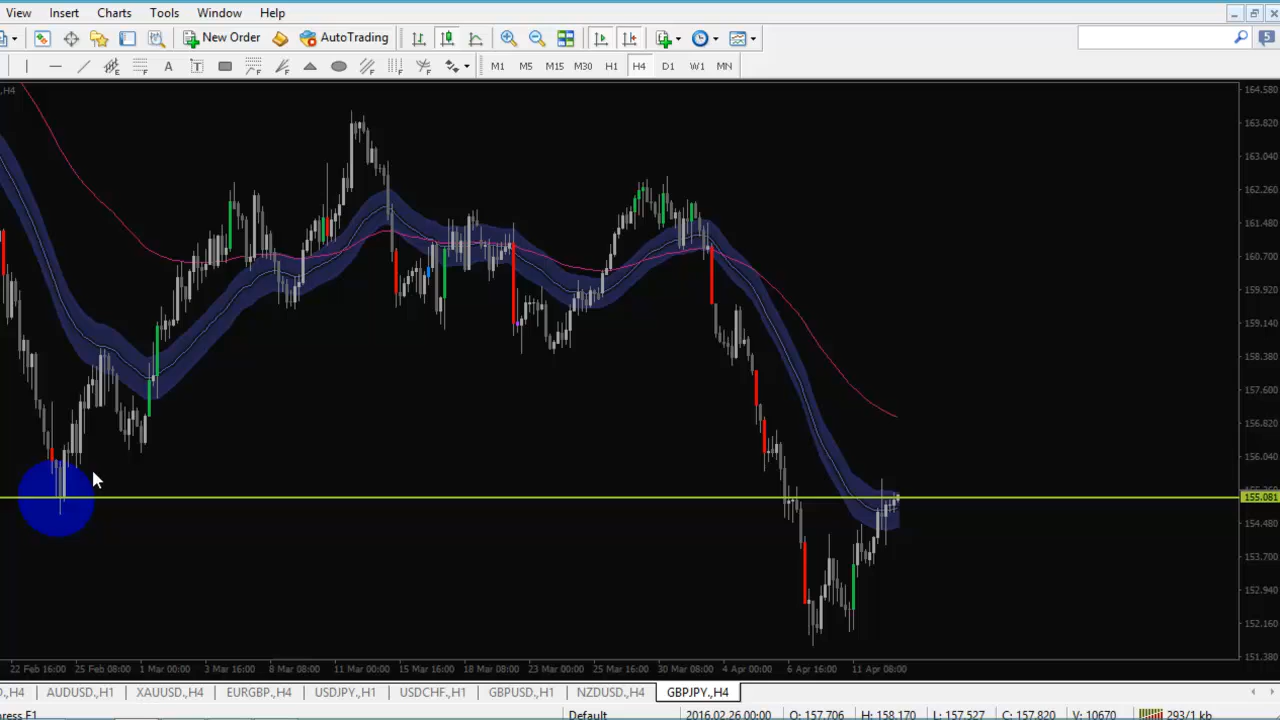 View Insert Charts Tools Window Help
New Order AutoTrading 5
A T M1 M5 M15 M30 H1 H4 D1 W1 MN
,H4
164.580
163.820
163.040
162.260
161.480
160.700
159.920
159.140
158.380
157.600
156.820
156.040
155.081
154.480
153.700
152.940
152.160
151.380
22 Feb 16:00 25 Feb 08:00 1 Mar 00:00 3 Mar 16:00 8 Mar 08:00 11 Mar 00:00 15 Mar 16:00 18 Mar 08:00 23 Mar 00:00 25 Mar 16:00 30 Mar 08:00 4 Apr 00:00 6 Apr 16:00 11 Apr 08:00
,H4 AUDUSD.,H1 XAUUSD.,H4 EURGBP.,H4 USDJPY.,H1 USDCHF.,H1 GBPUSD.,H1 NZDUSD.,H4 GBPJPY.,H4
press F1 Default 2016.02.26 00:00 O: 157.706 H: 158.170 L: 157.527 C: 157.820 V: 10670 293/1 kb